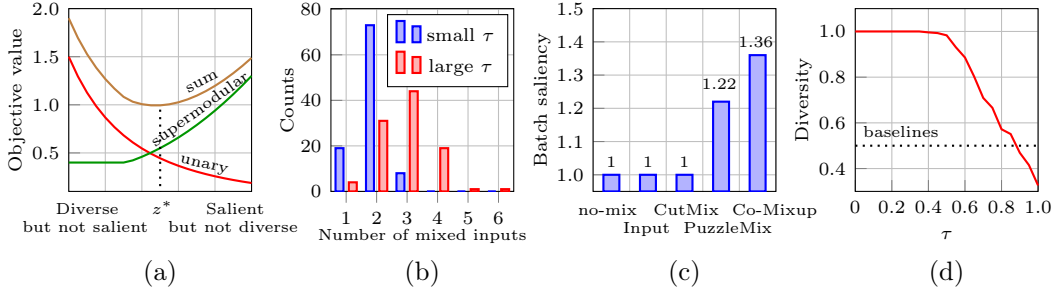 2.0
1.0
0.5
Objective value
sum
supermodular
unary
Diverse
but not salient
z*
Salient
but not diverse
(a)
80
60
40
20
0
Counts
small τ
large τ
1 2 3 4 5 6
Number of mixed inputs
(b)
1.5
1.4
1.3
1.2
1.1
1.0
Batch saliency
1 1 1 1.22 1.36
no-mix CutMix Co-Mixup
Input PuzzleMix
(c)
1.0
0.8
0.6
0.4
Diversity
baselines
0 0.2 0.4 0.6 0.8 1.0
τ
(d)